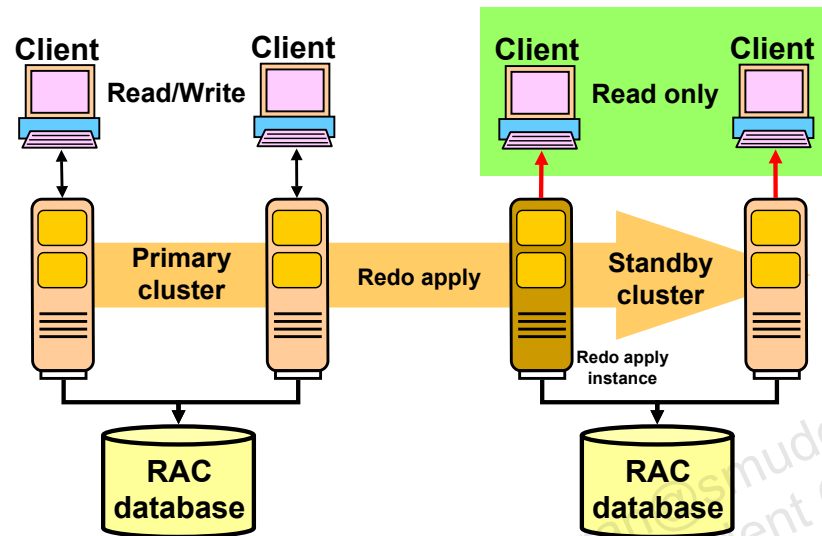 Client
Client
Client
Client
Read/Write
Read only
Primary
cluster
Redo apply
Standby
cluster
Redo apply
instance
RAC
database
RAC
database